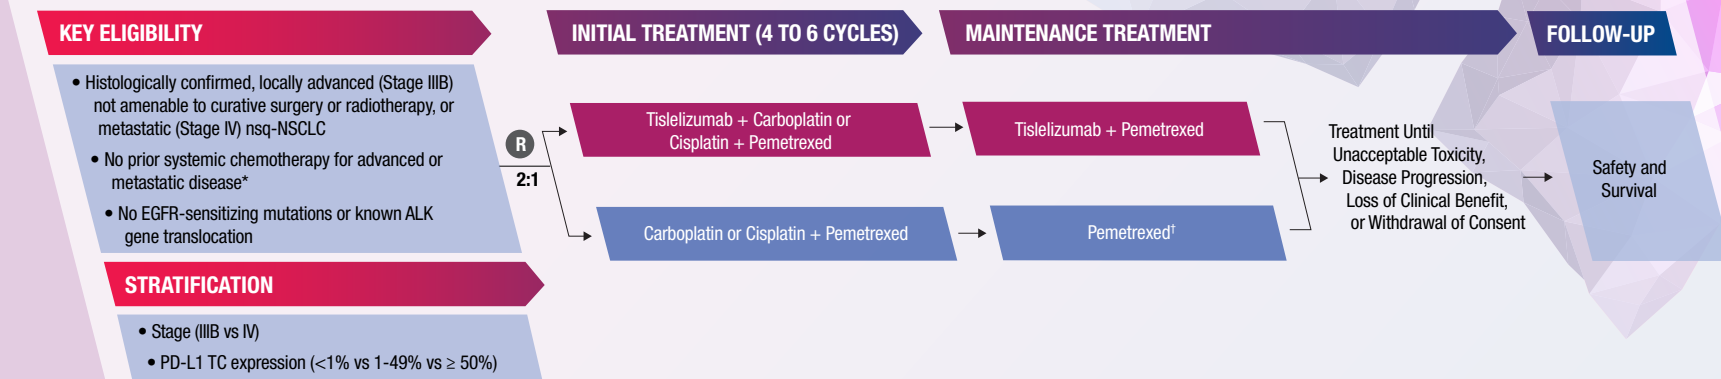 KEY ELIGIBILITY
• Histologically confirmed, locally advanced (Stage IIIB)
not amenable to curative surgery or radiotherapy, or
metastatic (Stage IV) nsq-NSCLC
• No prior systemic chemotherapy for advanced or
metastatic disease*
• No EGFR-sensitizing mutations or known ALK
gene translocation
STRATIFICATION
• Stage (IIIB vs IV)
• PD-L1 TC expression (<1% vs 1-49% vs ≥ 50%)
R
2:1
INITIAL TREATMENT (4 TO 6 CYCLES)
Tislelizumab + Carboplatin or
Cisplatin + Pemetrexed
Carboplatin or Cisplatin + Pemetrexed
MAINTENANCE TREATMENT
Tislelizumab + Pemetrexed
Pemetrexed†
Treatment Until
Unacceptable Toxicity,
Disease Progression,
Loss of Clinical Benefit,
or Withdrawal of Consent
FOLLOW-UP
Safety and
Survival